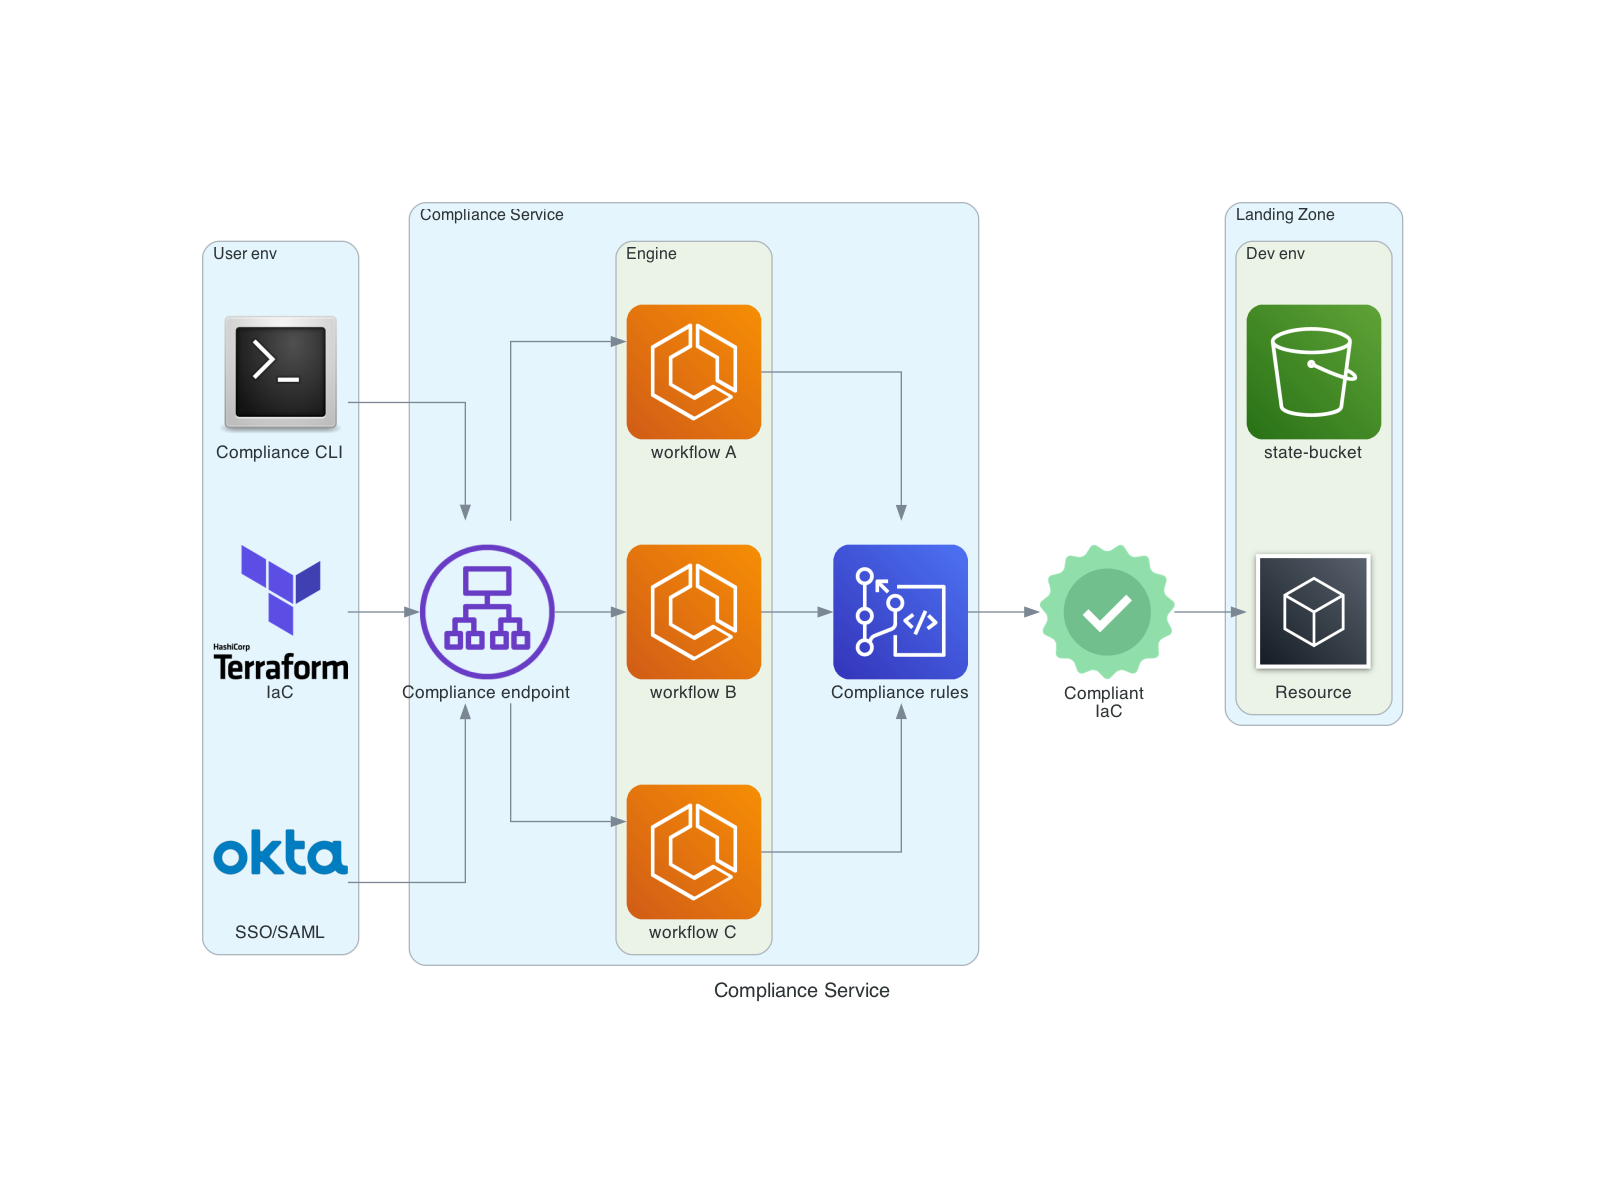 Compliance Service
Landing Zone
User env
Engine
Dev env
Compliance CLI
workflow A
state-bucket
HashiCorp
Terraform
IaC
Compliance endpoint
workflow B
Compliance rules
Compliant
IaC
Resource
okta
SSO/SAML
workflow C
Compliance Service